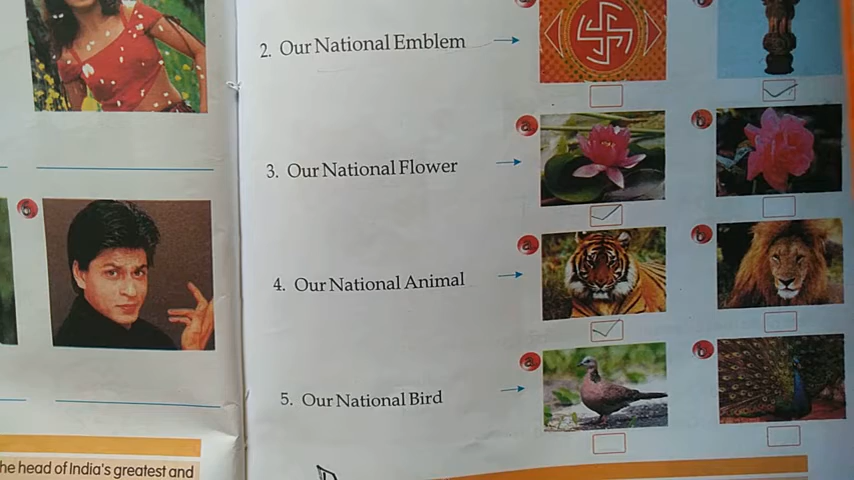 2. Our National Emblem
3. Our National Flower
4. Our National Animal
5. Our National Bird
he head of India's greatest and